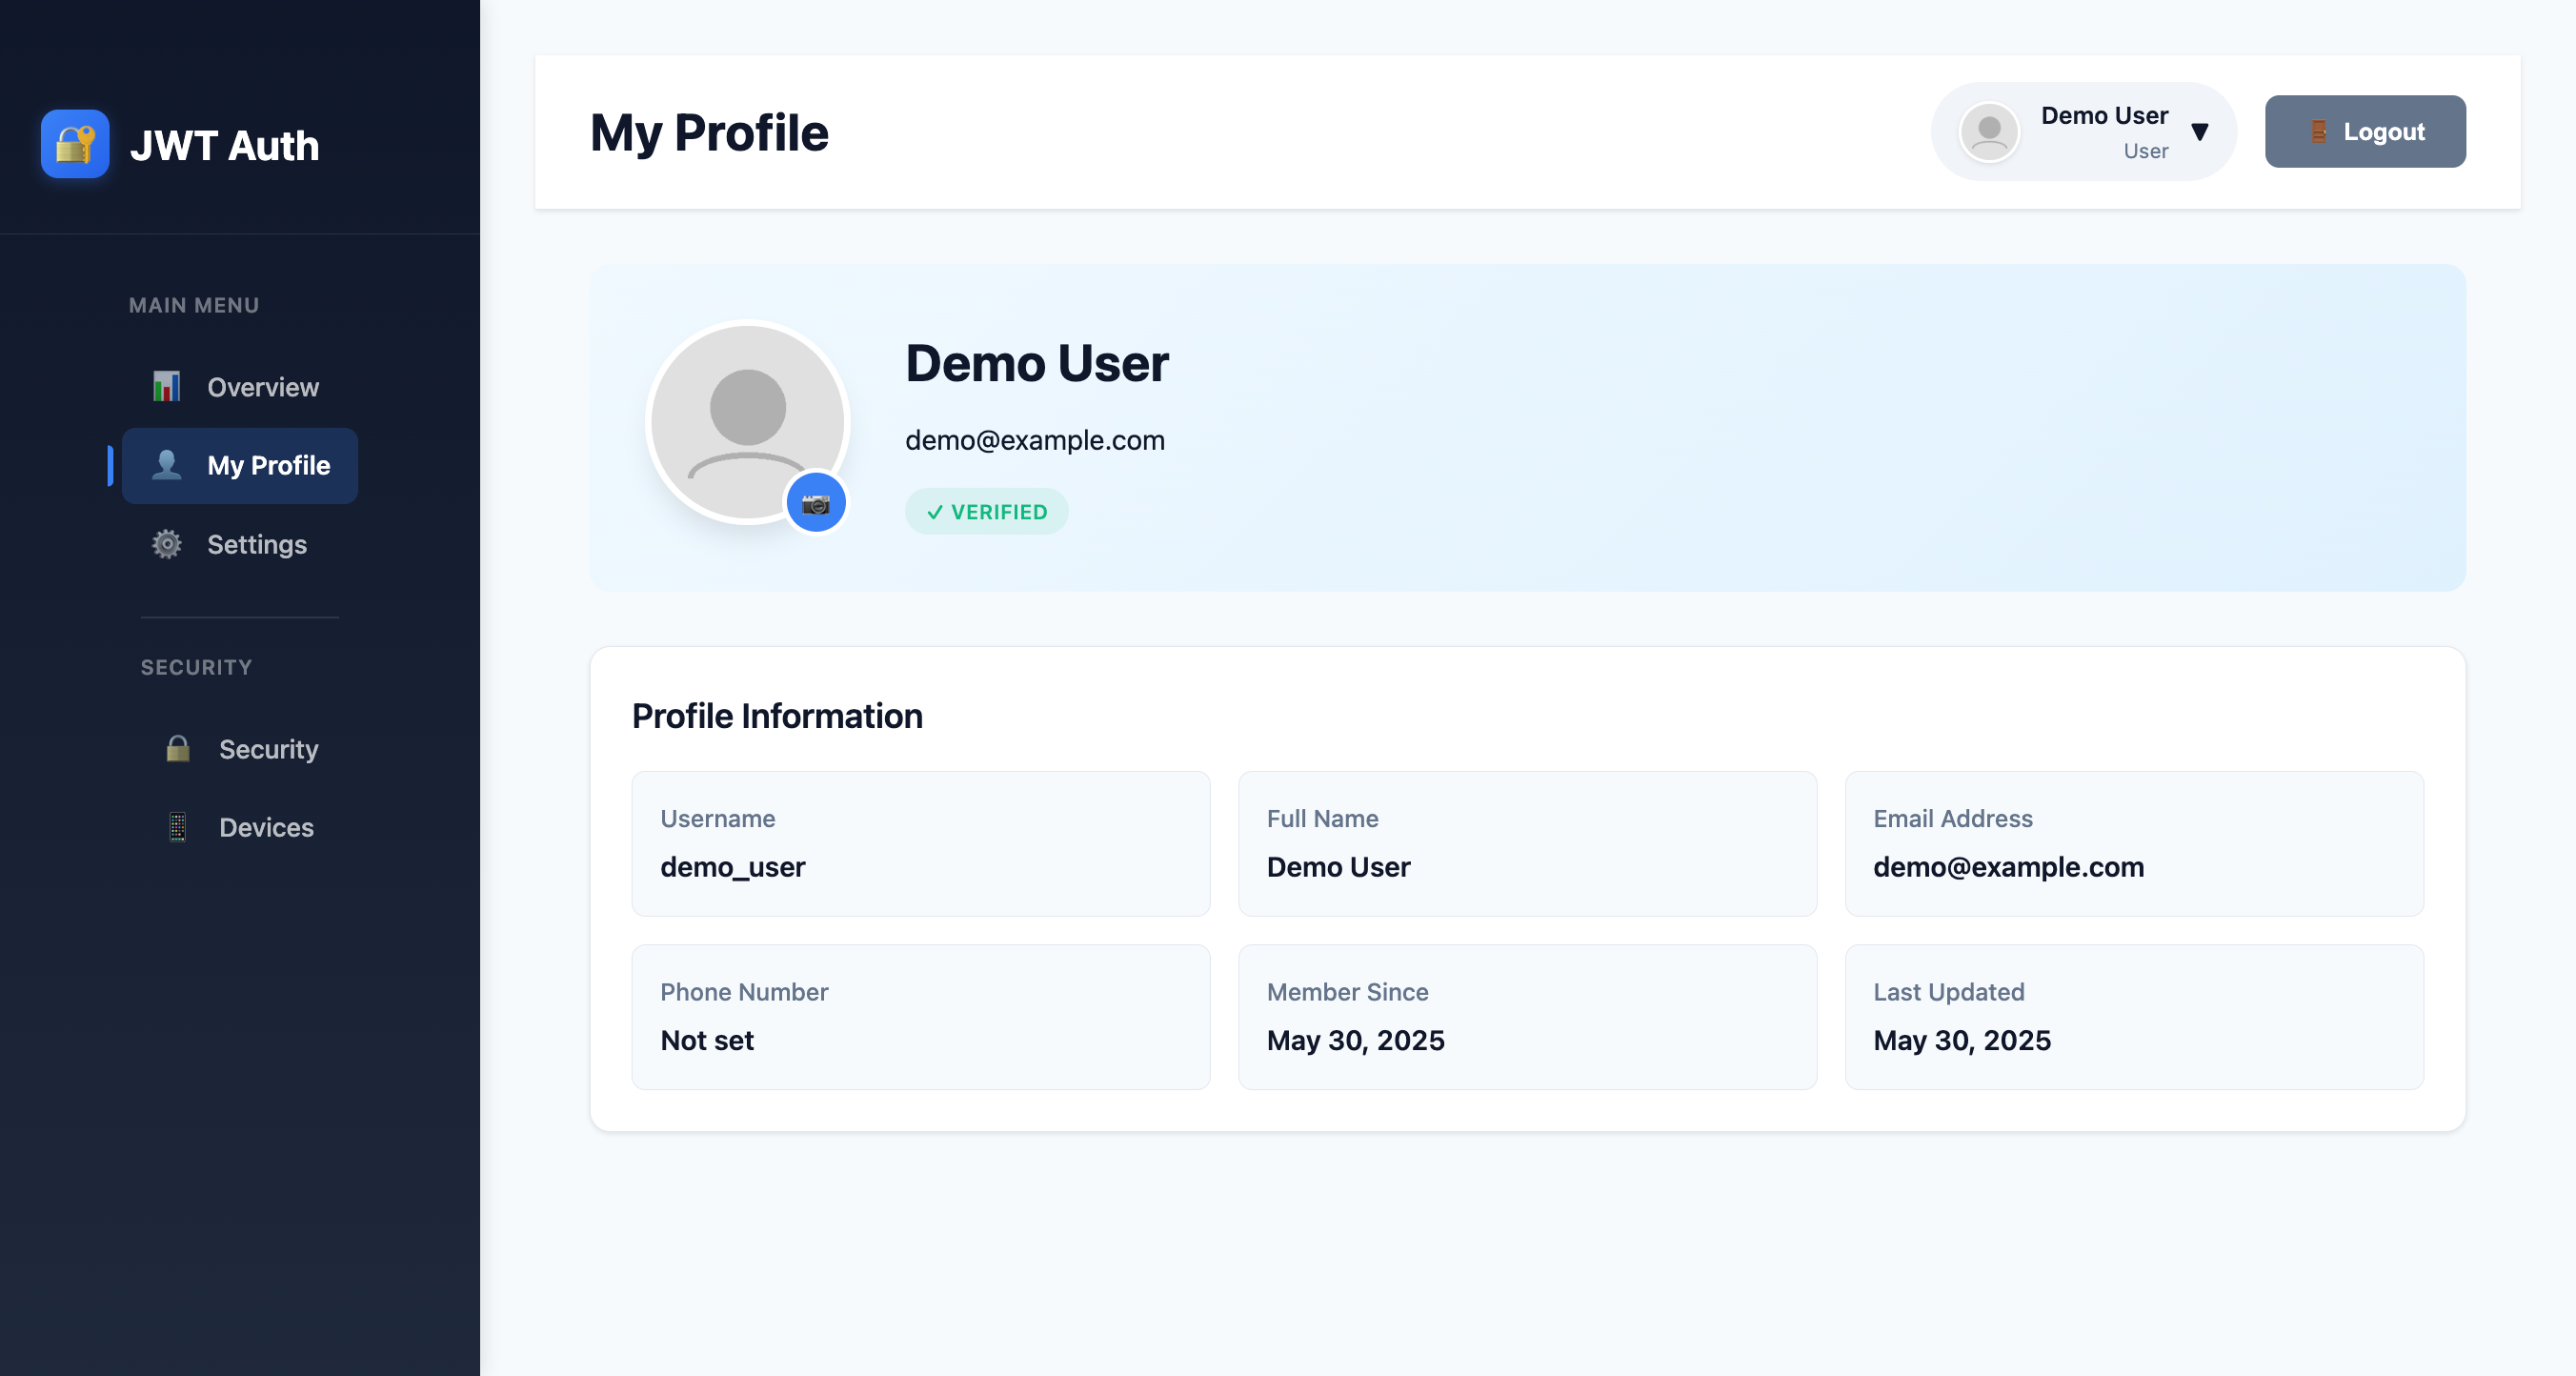 JWT Auth
MAIN MENU
Overview
My Profile
Settings
SECURITY
Security
Devices
My Profile
Demo User
User
▼
Logout
Demo User
demo@example.com
✓ VERIFIED
Profile Information
Username
demo_user
Full Name
Demo User
Email Address
demo@example.com
Phone Number
Not set
Member Since
May 30, 2025
Last Updated
May 30, 2025